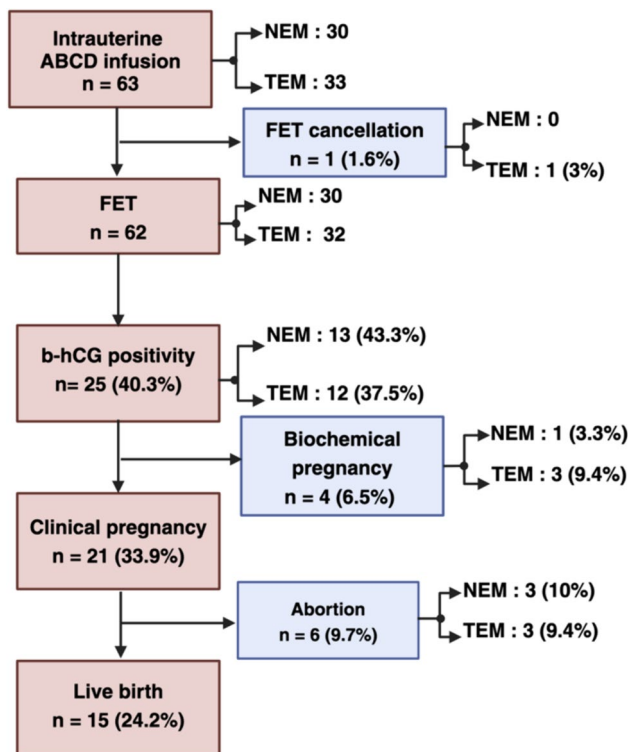 Intrauterine
ABCD infusion
n = 63
NEM : 30
TEM : 33
FET cancellation
n = 1 (1.6%)
NEM : 0
TEM : 1 (3%)
FET
n = 62
NEM : 30
TEM :  32
b-hCG positivity
n= 25 (40.3%)
NEM : 13 (43.3%)
TEM : 12 (37.5%)
Biochemical
pregnancy
n = 4 (6.5%)
NEM : 1 (3.3%)
TEM : 3 (9.4%)
Clinical pregnancy
n = 21 (33.9%)
Abortion
n = 6 (9.7%)
NEM : 3 (10%)
TEM : 3 (9.4%)
Live birth
n = 15 (24.2%)